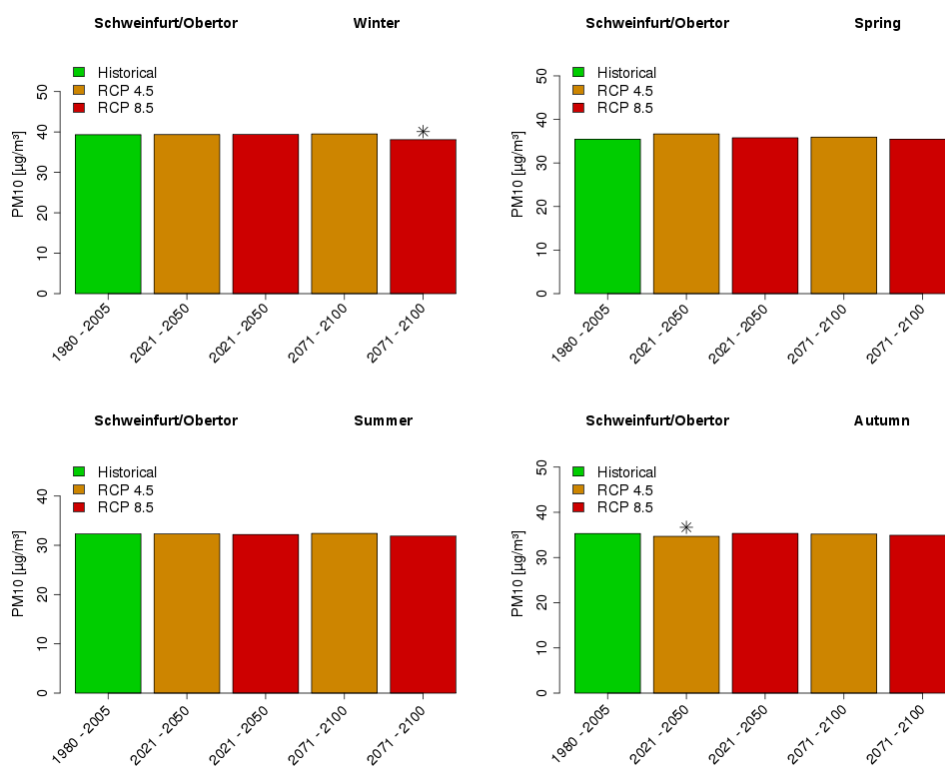 Schweinfurt/Obertor Winter
Historical
RCP 4.5
RCP 8.5
PM10 [µg/m³]
50
40
30
20
10
0
*
1980 - 2005
2021 - 2050
2021 - 2050
2071 - 2100
2071 - 2100
Schweinfurt/Obertor Spring
Historical
RCP 4.5
RCP 8.5
PM10 [µg/m³]
50
40
30
20
10
0
1980 - 2005
2021 - 2050
2021 - 2050
2071 - 2100
2071 - 2100
Schweinfurt/Obertor Summer
Historical
RCP 4.5
RCP 8.5
PM10 [µg/m³]
40
30
20
10
0
1980 - 2005
2021 - 2050
2021 - 2050
2071 - 2100
2071 - 2100
Schweinfurt/Obertor Autumn
Historical
RCP 4.5
RCP 8.5
PM10 [µg/m³]
50
40
30
20
10
0
*
1980 - 2005
2021 - 2050
2021 - 2050
2071 - 2100
2071 - 2100